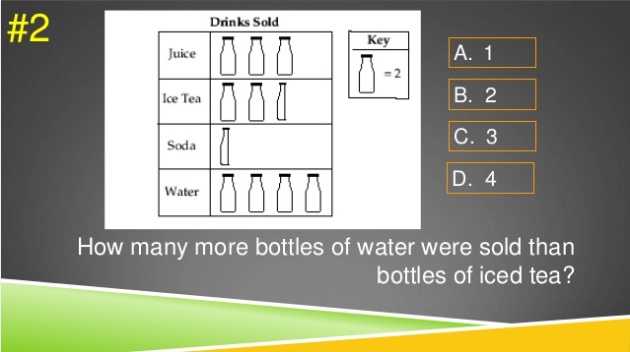 #2
Drinks Sold
Juice
Ice Tea
Soda
Water
Key
= 2
A. 1
B. 2
C. 3
D. 4
How many more bottles of water were sold than
bottles of iced tea?